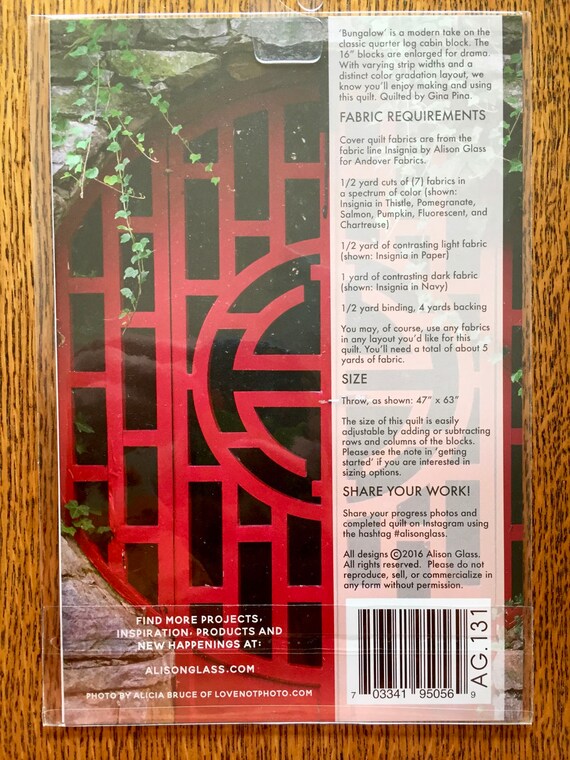 'Bungalow' is a modern take on the
classic quarter log cabin block. The
16" blocks are enlarged for drama.
With varying strip widths and a
distinct color gradation layout, we
know you'll enjoy making and using
this quilt. Quilted by Gina Pina.
FABRIC REQUIREMENTS
Cover quilt fabrics are from the
fabric line Insignia by Alison Glass
for Andover Fabrics.
1/2 yard cuts of (7) fabrics in
a spectrum of color (shown:
Insignia in Thistle, Pomegranate,
Salmon, Pumpkin, Fluorescent, and
Chartreuse)
1/2 yard of contrasting light fabric
(shown: Insignia in Paper)
1 yard of contrasting dark fabric
(shown: Insignia in Navy)
1/2 yard binding, 4 yards backing
You may, of course, use any fabrics
in any layout you'd like for this
quilt. You'll need a total of about 5
yards of fabric.
SIZE
Throw, as shown: 47" x 63"
The size of this quilt is easily
adjustable by adding or subtracting
rows and columns of the blocks.
Please see the note in 'getting
started' if you are interested in
sizing options.
SHARE YOUR WORK!
Share your progress photos and
completed quilt on Instagram using
the hashtag #alisonglass.
All designs ©2016 Alison Glass.
All rights reserved. Please do not
reproduce, sell, or commercialize in
any form without permission.
FIND MORE PROJECTS,
INSPIRATION, PRODUCTS AND
NEW HAPPENINGS AT:
ALISONGLASS.COM
PHOTO BY ALICIA BRUCE OF LOVENOTPHOTO.COM
7 03341 95056 9
AG.131